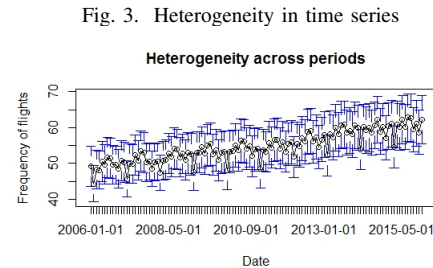 Fig. 3. Heterogeneity in time series
Heterogeneity across periods
Frequency of flights
70
60
50
40
2006-01-01 2008-05-01 2010-09-01 2013-01-01 2015-05-01
Date